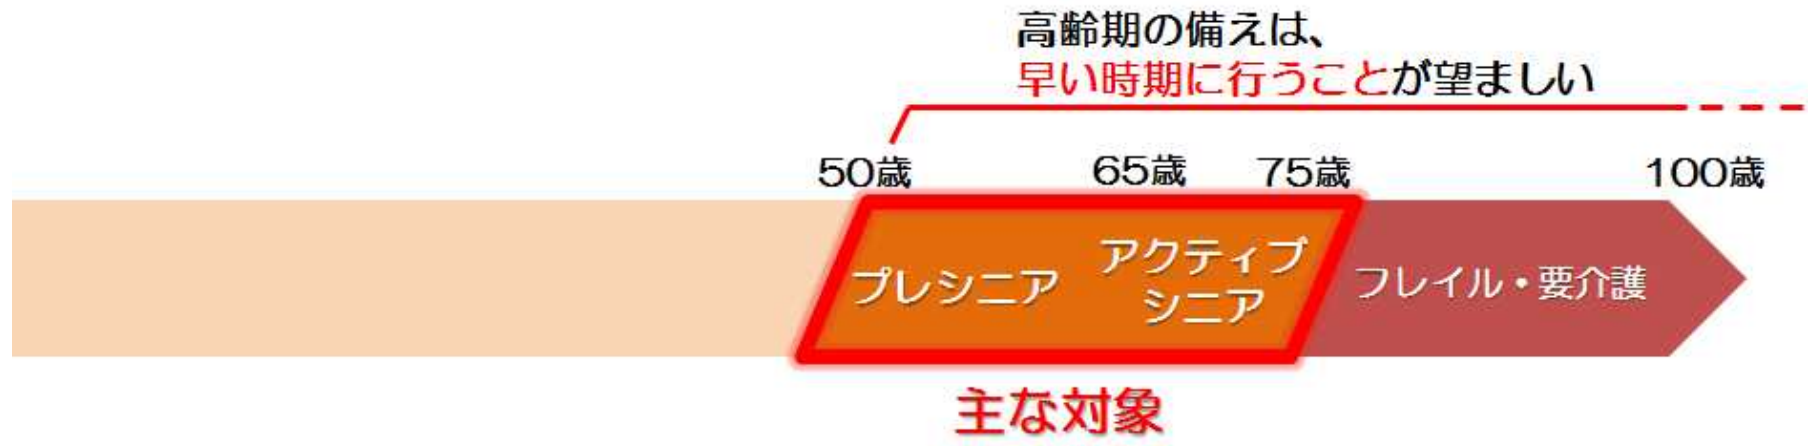 高齢期の備えは、
早い時期に行うことが望ましい
50歳 65歳 75歳 100歳
プレシニア
アクティブ
シニア
フレイル・要介護
主な対象